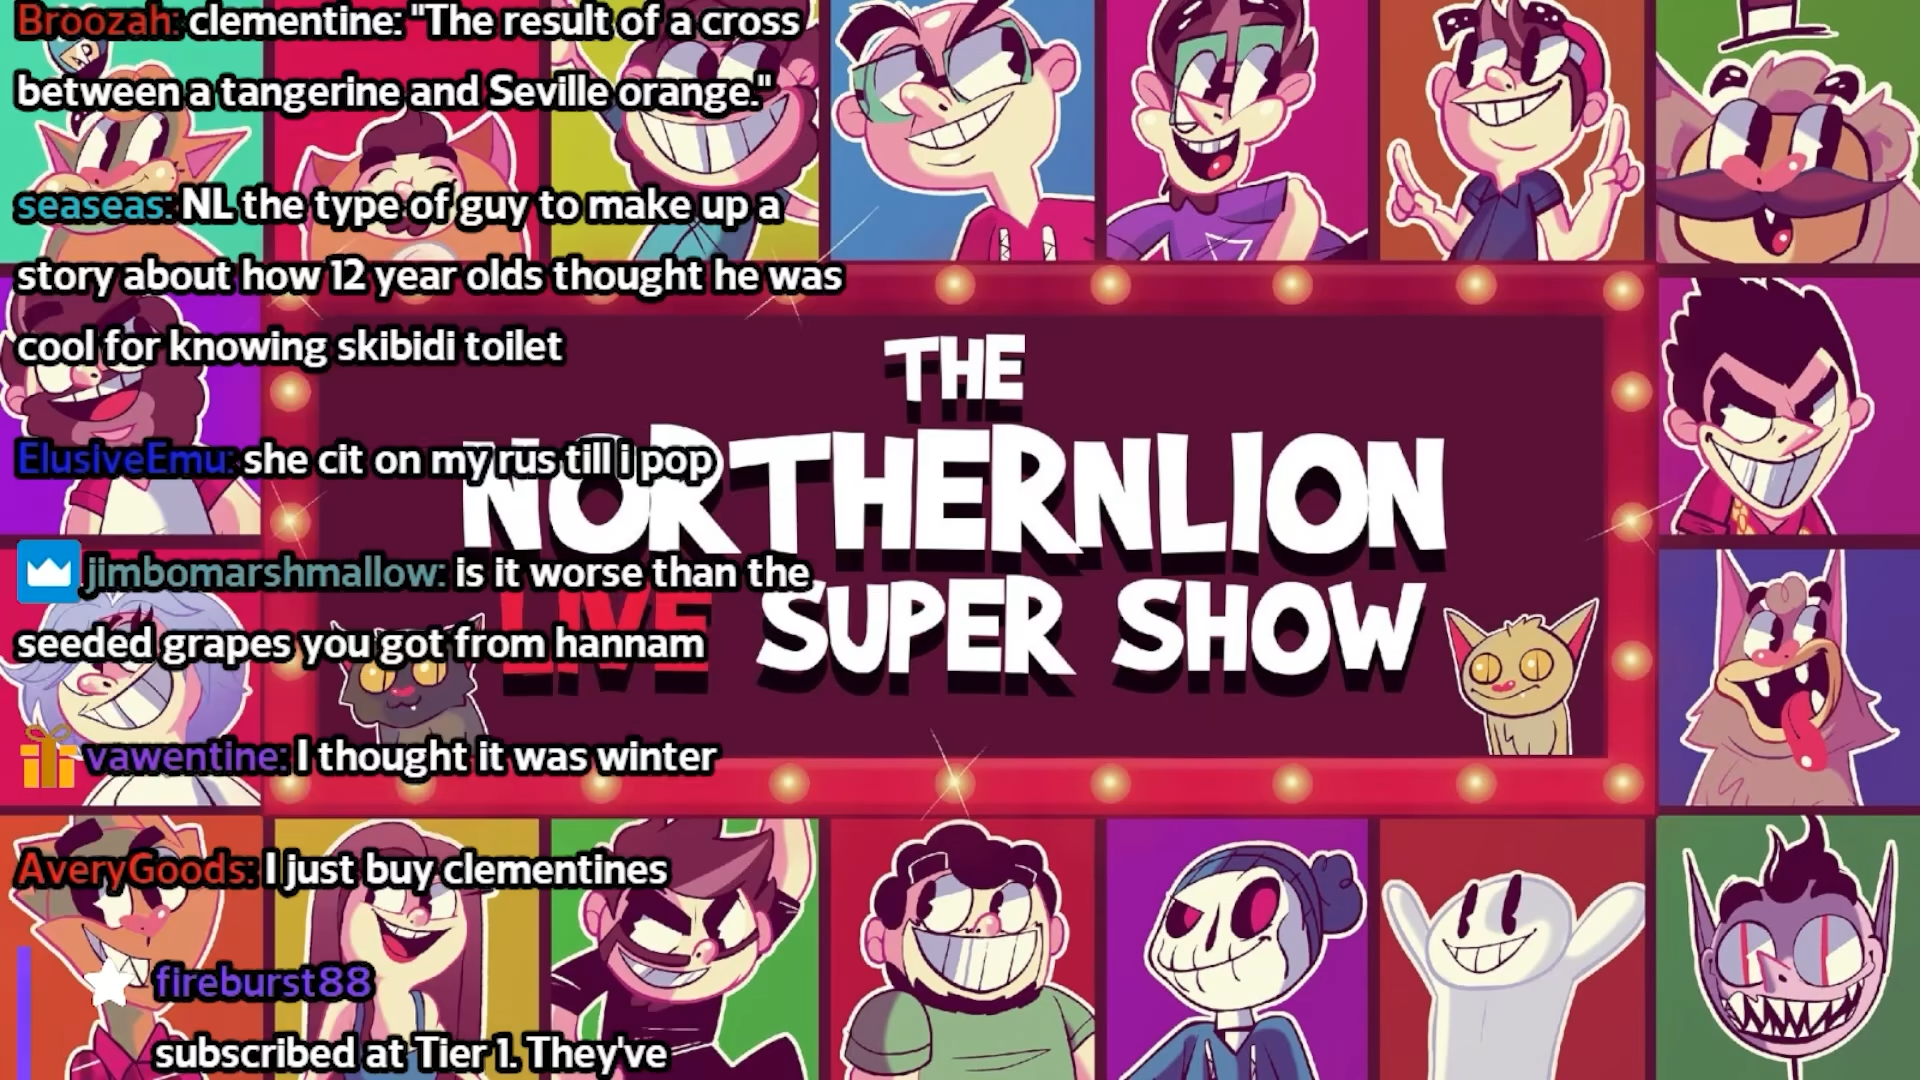 Broozah: clementine: "The result of a cross
between a tangerine and Seville orange."
seaseas: NL the type of guy to make up a
story about how 12 year olds thought he was
cool for knowing skibidi toilet
ElusiveEmu: she cit on my rus till i pop
jimbomarshmallow: is it worse than the
seeded grapes you got from hannam
vawentine: I thought it was winter
AveryGoods: I just buy clementines
fireburst88
subscribed at Tier 1. They've
THE
NORTHERNLION
LIVE SUPER SHOW